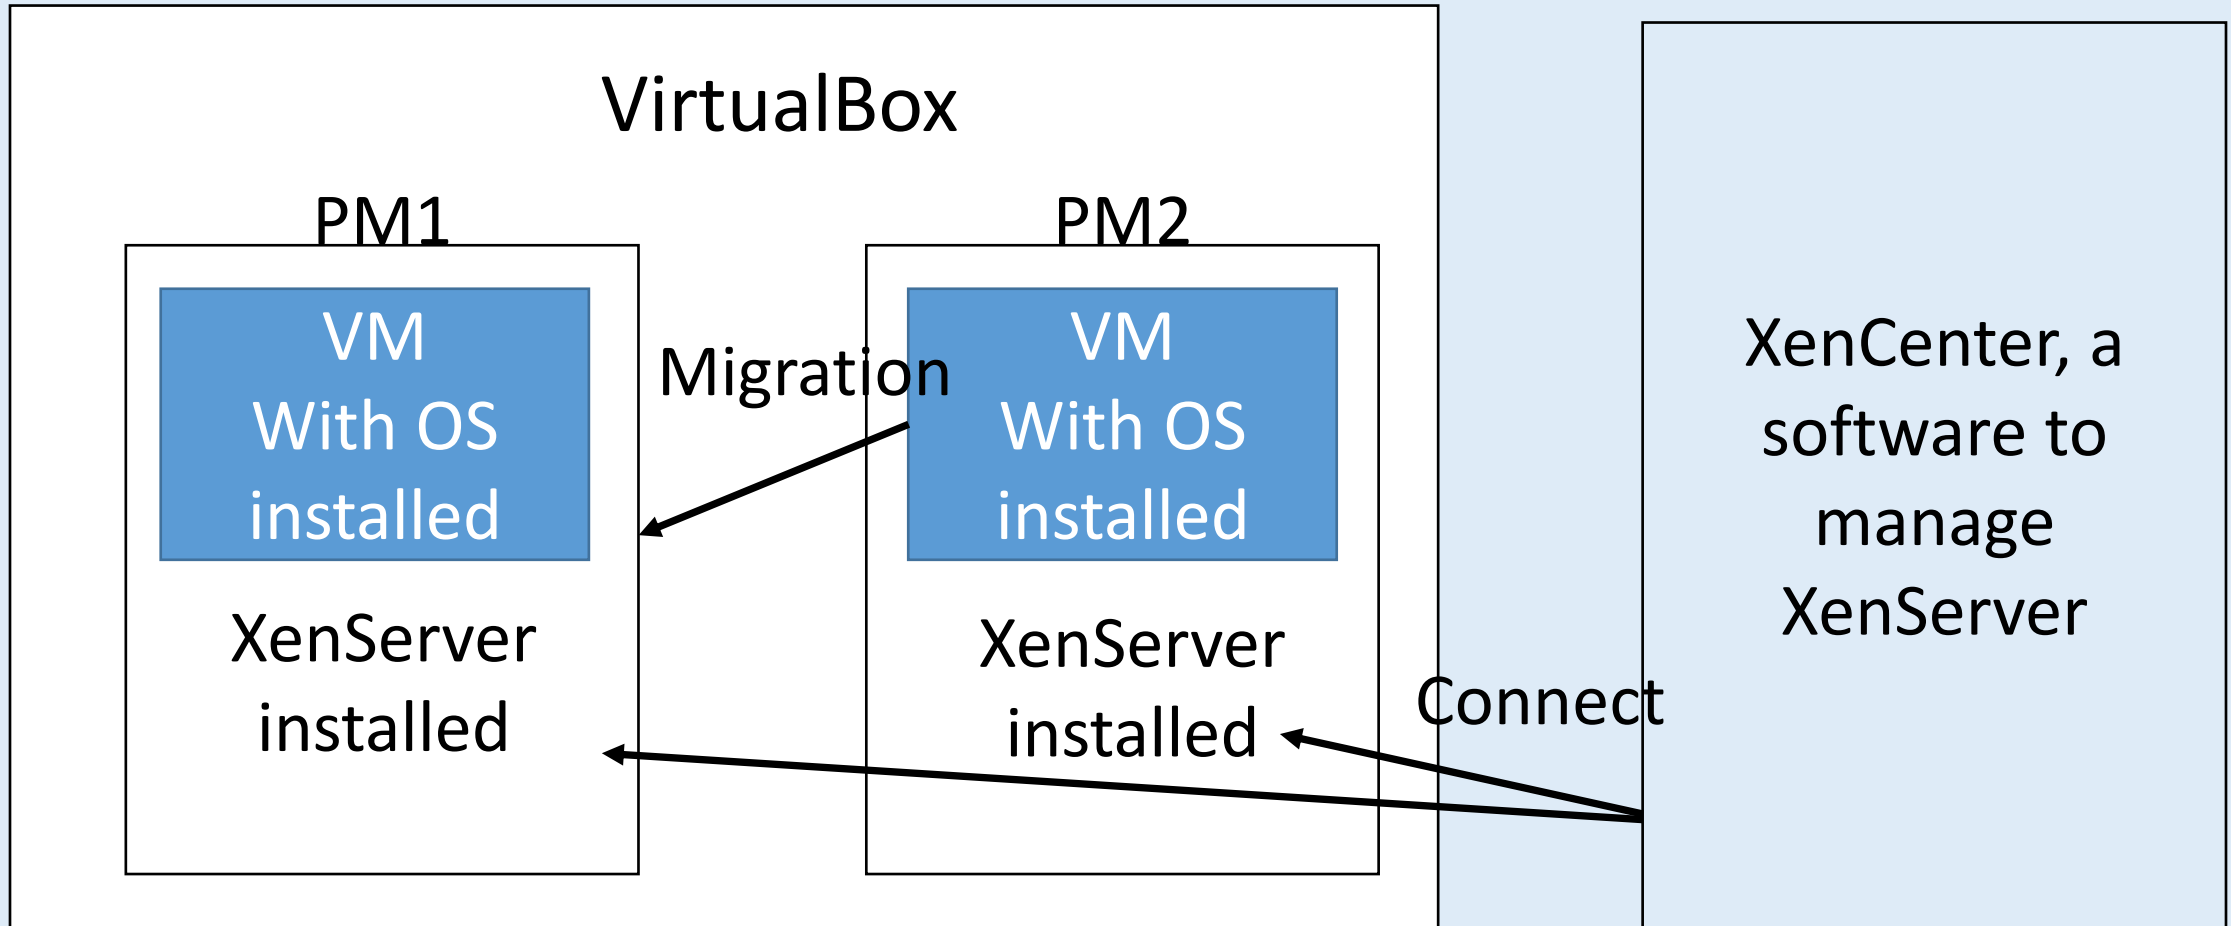 VirtualBox
PM1
PM2
VM
With OS
installed
Migration
VM
With OS
installed
XenServer
installed
XenServer
installed
Connect
XenCenter, a
software to
manage
XenServer